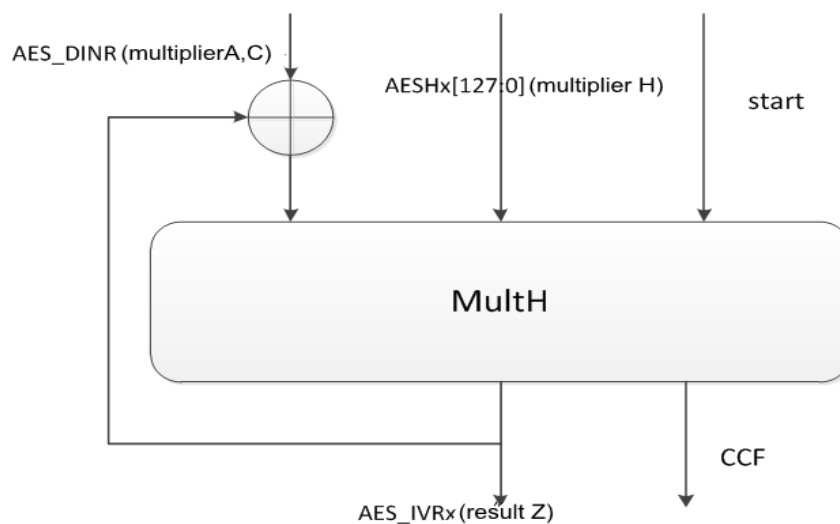 AES_DINR (multiplierA,C)
AESHx[127:0] (multiplier H)
start
MultH
CCF
AES_IVRx (result Z)